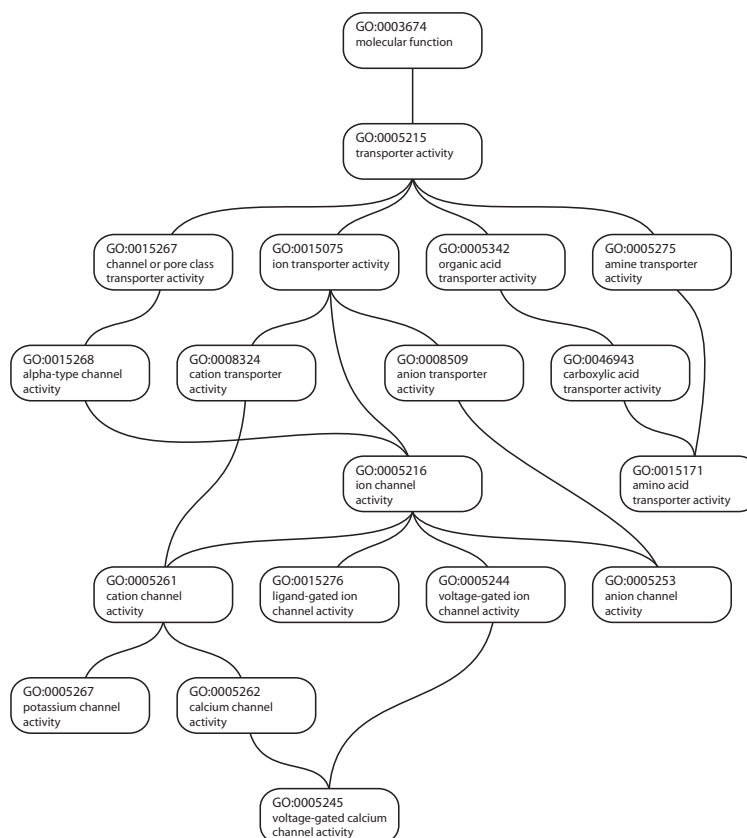 GO:0003674
molecular function
GO:0005215
transporter activity
GO:0015267
channel or pore class
transporter activity
GO:0015075
ion transporter activity
GO:0005342
organic acid
transporter activity
GO:0005275
amine transporter
activity
GO:0015268
alpha-type channel
activity
GO:0008324
cation transporter
activity
GO:0008509
anion transporter
activity
GO:0046943
carboxylic acid
transporter activity
GO:0005216
ion channel
activity
GO:0015171
amino acid
transporter activity
GO:0005261
cation channel
activity
GO:0015276
ligand-gated ion
channel activity
GO:0005244
voltage-gated ion
channel activity
GO:0005253
anion channel
activity
GO:0005267
potassium channel
activity
GO:0005262
calcium channel
activity
GO:0005245
voltage-gated calcium
channel activity